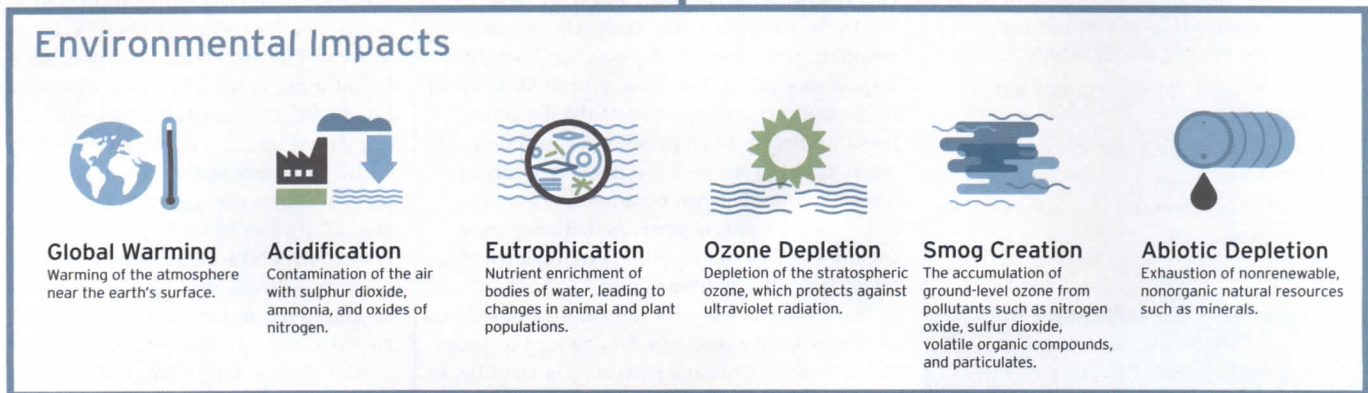 Environmental Impacts
Global Warming
Warming of the atmosphere
near the earth's surface.
Acidification
Contamination of the air
with sulphur dioxide,
ammonia, and oxides of
nitrogen.
Eutrophication
Nutrient enrichment of
bodies of water, leading to
changes in animal and plant
populations.
Ozone Depletion
Depletion of the stratospheric
ozone, which protects against
ultraviolet radiation.
Smog Creation
The accumulation of
ground-level ozone from
pollutants such as nitrogen
oxide, sulfur dioxide,
volatile organic compounds,
and particulates.
Abiotic Depletion
Exhaustion of nonrenewable,
nonorganic natural resources
such as minerals.